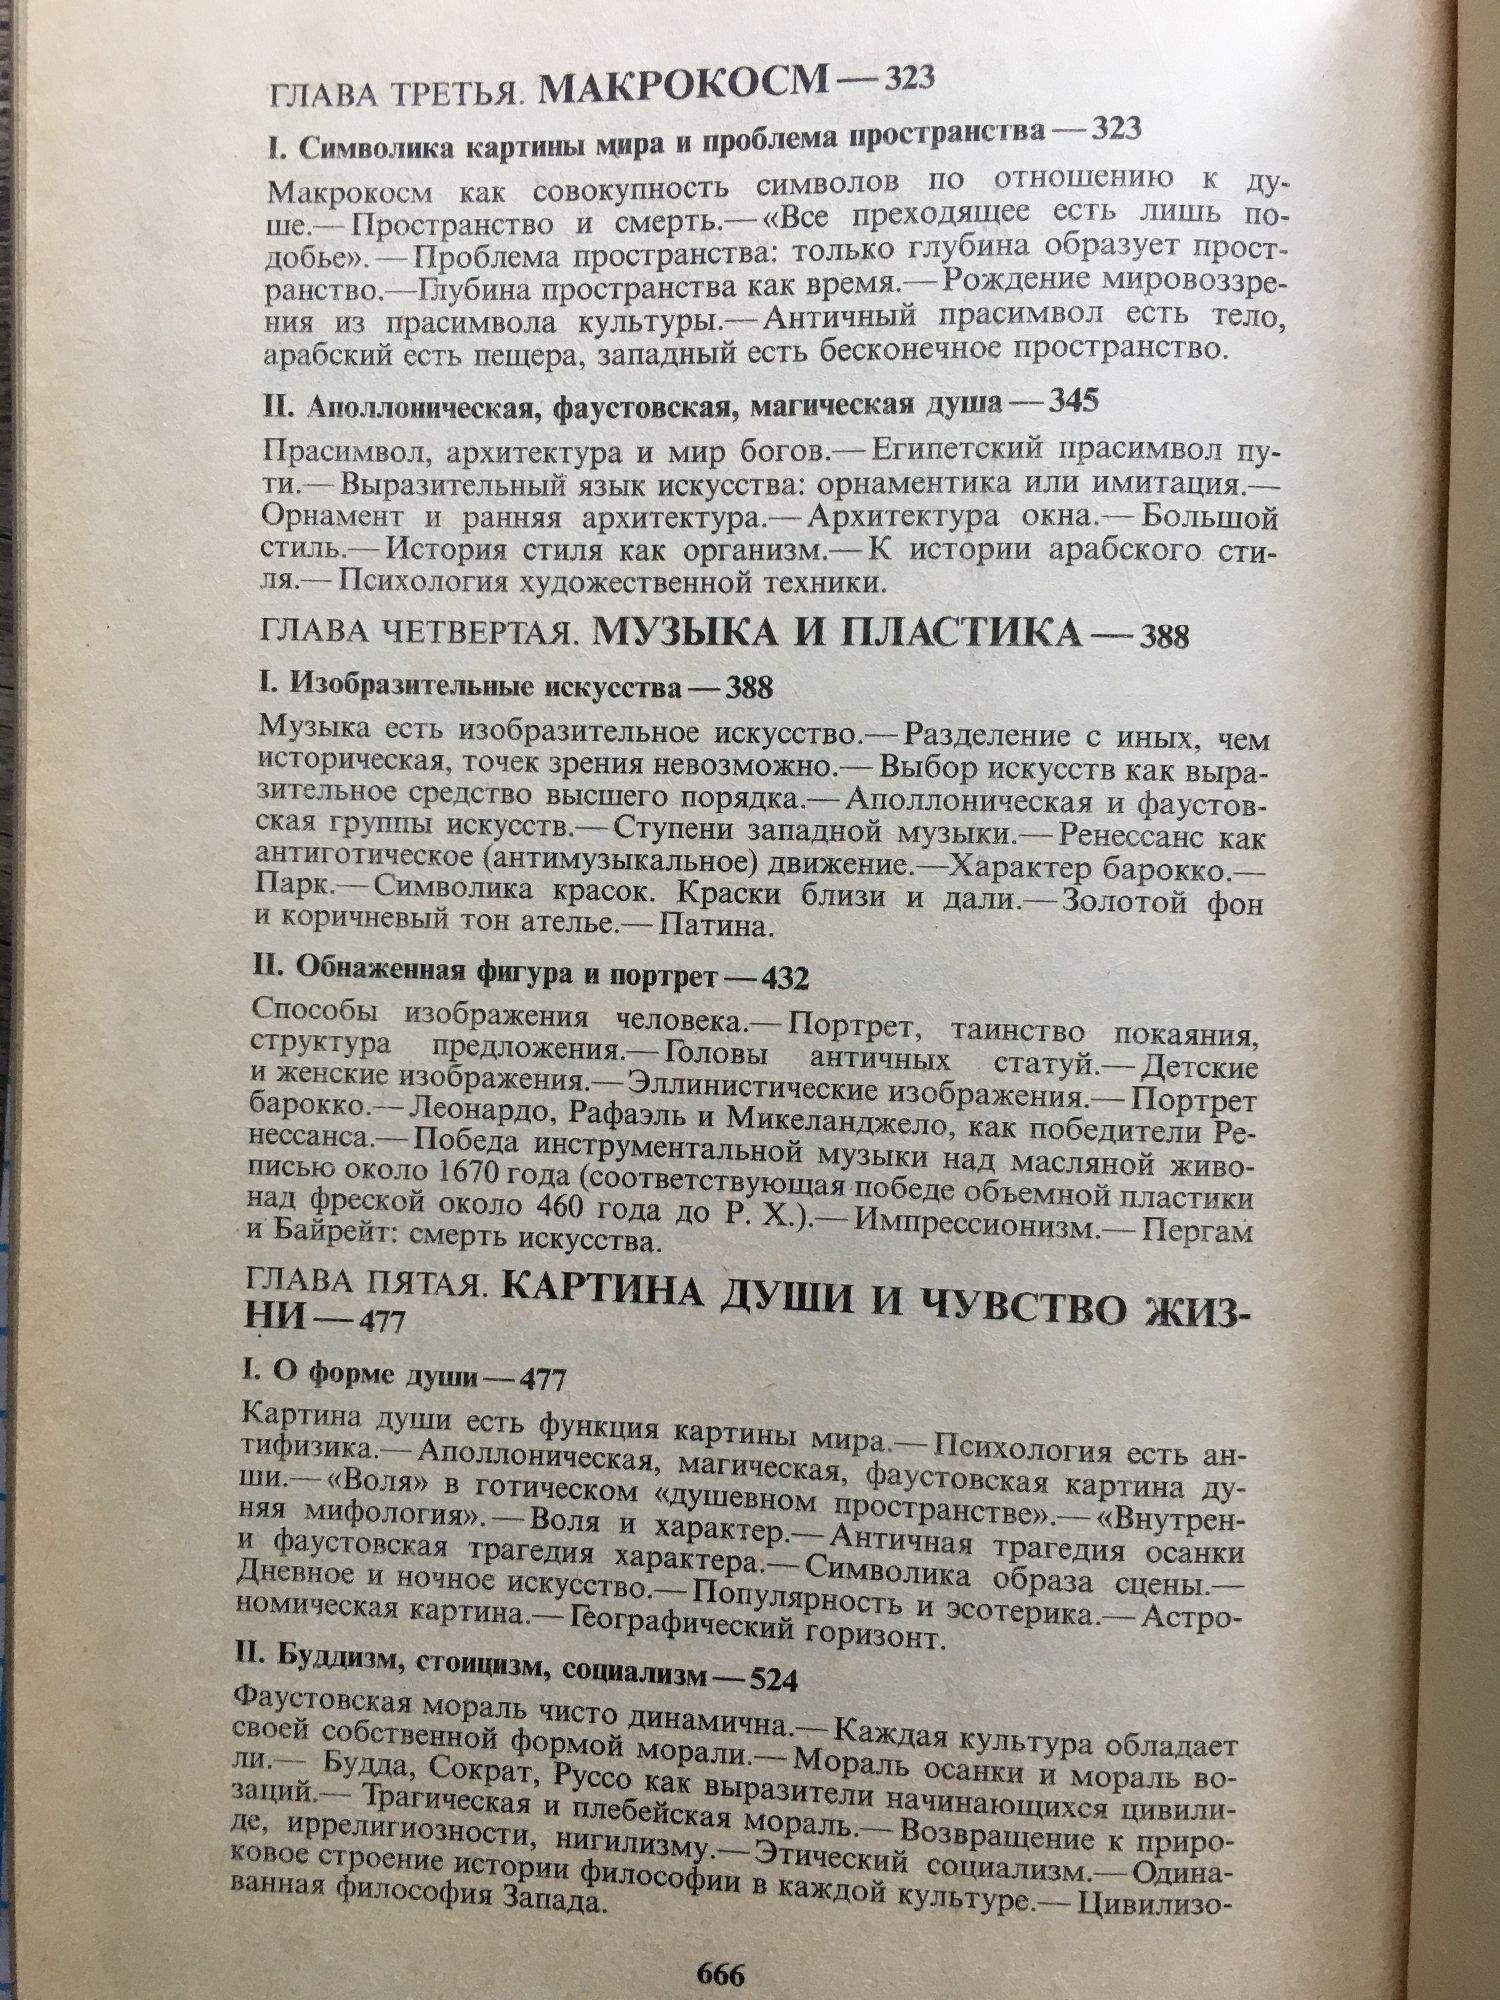 ГЛАВА ТРЕТЬЯ. МАКРОКОСМ — 323
I. Символика картины мира и проблема пространства — 323
Макрокосм как совокупность символов по отношению к ду-
ше.— Пространство и смерть.— «Все преходящее есть лишь по-
добье».— Проблема пространства: только глубина образует прост-
ранство.—Глубина пространства как время.— Рождение мировоззре-
ния из прасимвола культуры.— Античный прасимвол есть тело,
арабский есть пещера, западный есть бесконечное пространство.
II. Аполлоническая, фаустовская, магическая душа — 345
Прасимвол, архитектура и мир богов.— Египетский прасимвол пу-
ти.— Выразительный язык искусства: орнаментика или имитация.—
Орнамент и ранняя архитектура.— Архитектура окна.— Большой
стиль.— История стиля как организм.— К истории арабского сти-
ля.— Психология художественной техники.
ГЛАВА ЧЕТВЕРТАЯ. МУЗЫКА И ПЛАСТИКА — 388
I. Изобразительные искусства — 388
Музыка есть изобразительное искусство.— Разделение с иных, чем
историческая, точек зрения невозможно.— Выбор искусств как выра-
зительное средство высшего порядка.— Аполлоническая и фаустов-
ская группы искусств.— Ступени западной музыки.— Ренессанс как
антиготическое (антимузыкальное) движение.—Характер барокко.—
Парк.— Символика красок. Краски близи и дали.— Золотой фон
и коричневый тон ателье.— Патина.
II. Обнаженная фигура и портрет — 432
Способы изображения человека.— Портрет, таинство покаяния,
структура предложения.— Головы античных статуй.— Детские
и женские изображения.— Эллинистические изображения.— Портрет
барокко.— Леонардо, Рафаэль и Микеланджело, как победители Ре-
нессанса.— Победа инструментальной музыки над масляной живо-
писью около 1670 года (соответствующая победе объемной пластики
над фреской около 460 года до Р. Х.).— Импрессионизм.— Пергам
и Байрейт: смерть искусства.
ГЛАВА ПЯТАЯ. КАРТИНА ДУШИ И ЧУВСТВО ЖИЗ-
НИ — 477
I. О форме души — 477
Картина души есть функция картины мира.— Психология есть ан-
тифизика.— Аполлоническая, магическая, фаустовская картина ду-
ши.— «Воля» в готическом «душевном пространстве».— «Внутрен-
няя мифология».— Воля и характер.— Античная трагедия осанки
и фаустовская трагедия характера.— Символика образа сцены.—
Дневное и ночное искусство.— Популярность и эсотерика.— Астро-
номическая картина.— Географический горизонт.
II. Буддизм, стоицизм, социализм — 524
Фаустовская мораль чисто динамична.— Каждая культура обладает
своей собственной формой морали.— Мораль осанки и мораль во-
ли.— Будда, Сократ, Руссо как выразители начинающихся цивили-
заций.— Трагическая и плебейская мораль.— Возвращение к приро-
де, иррелигиозности, нигилизму.— Этический социализм.— Одина-
ковое строение истории философии в каждой культуре.— Цивилизо-
ванная философия Запада.
666